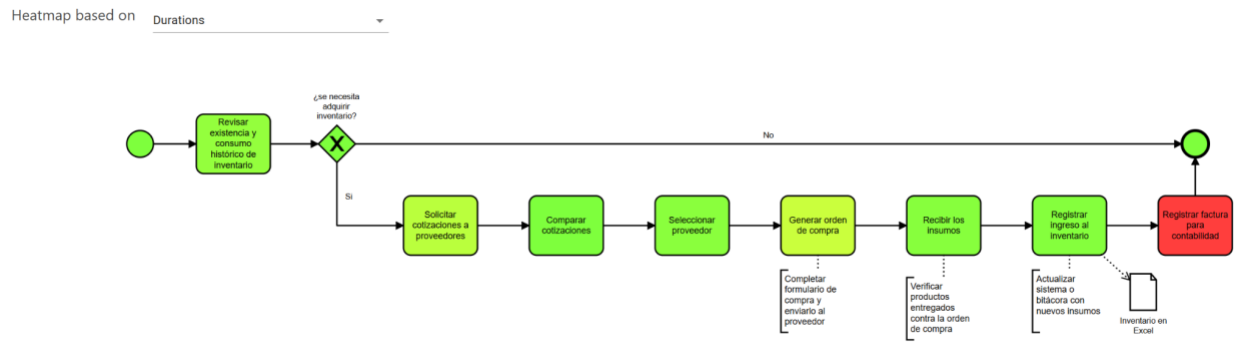 Heatmap based on
Durations
¿se necesita
adquirir
inventario?
Revisar
existencia y
consumo
histórico de
inventario
X
No
Si
Solicitar
cotizaciones a
proveedores
Comparar
cotizaciones
Seleccionar
proveedor
Generar orden
de compra
Recibir los
insumos
Registrar
ingreso al
inventario
Registrar factura
para
contabilidad
Completar
formulario de
compra y
enviarlo al
proveedor
Verificar
productos
entregados
contra la orden
de compra
Actualizar
sistema o
bitácora con
nuevos insumos
Inventario en
Excel